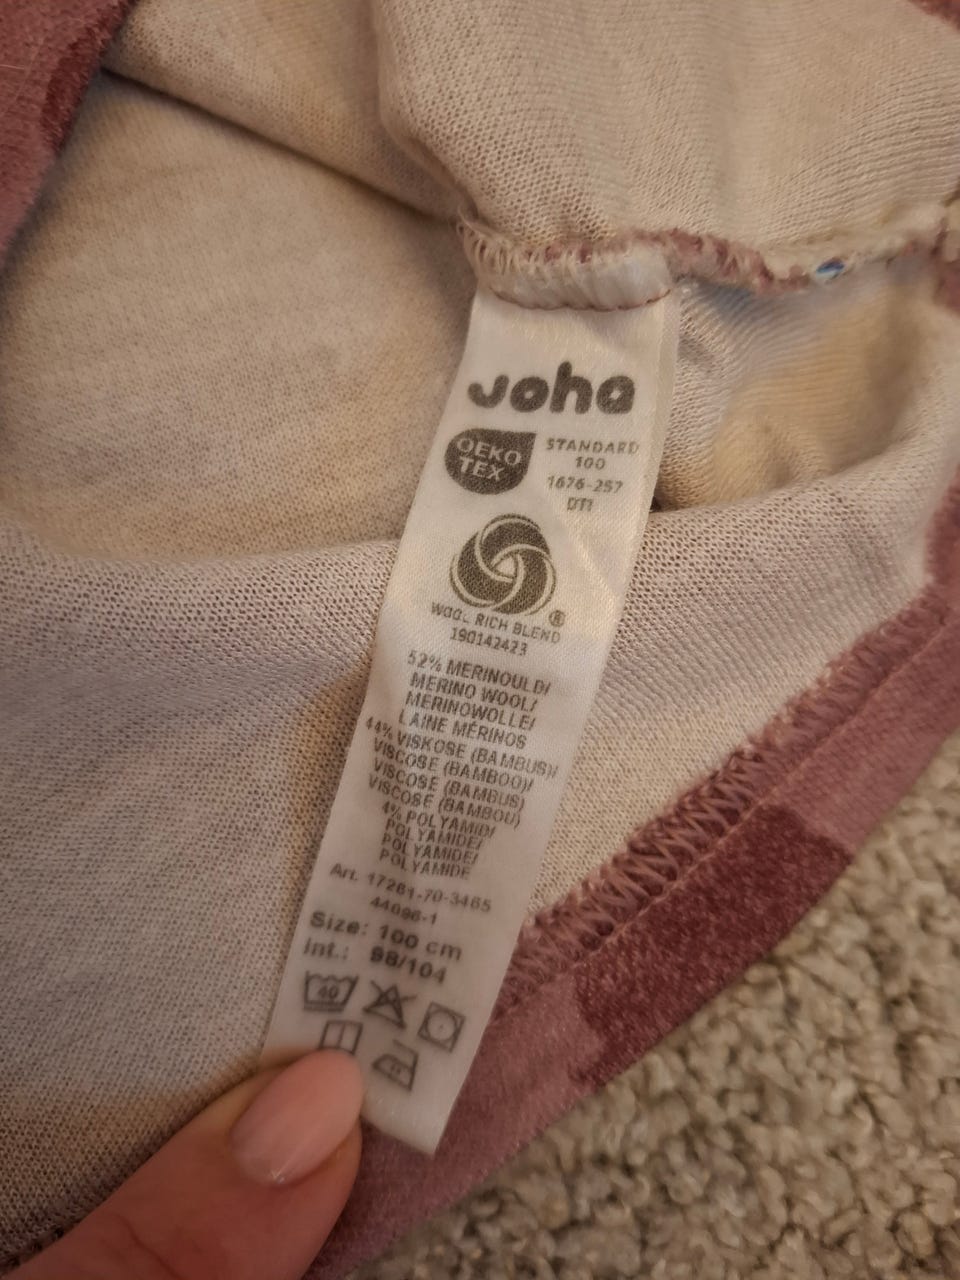 Joha
OEKO
TEX
STANDARD
100
1676-257
DTI
WOOL RICH BLEND
190142423
52% MERINOULD/
MERINO WOOL/
MERINOWOLLE/
LAINE MÉRINOS
44% VISKOSE (BAMBUS)/
VISCOSE (BAMBOO)/
VISCOSE (BAMBUS)
VISCOSE (BAMBOU)
4% POLYAMID/
POLYAMIDE/
POLYAMIDE/
POLYAMIDE
Art. 17261-70-3465
44096-1
Size: 100 cm
Int.: 98/104
40